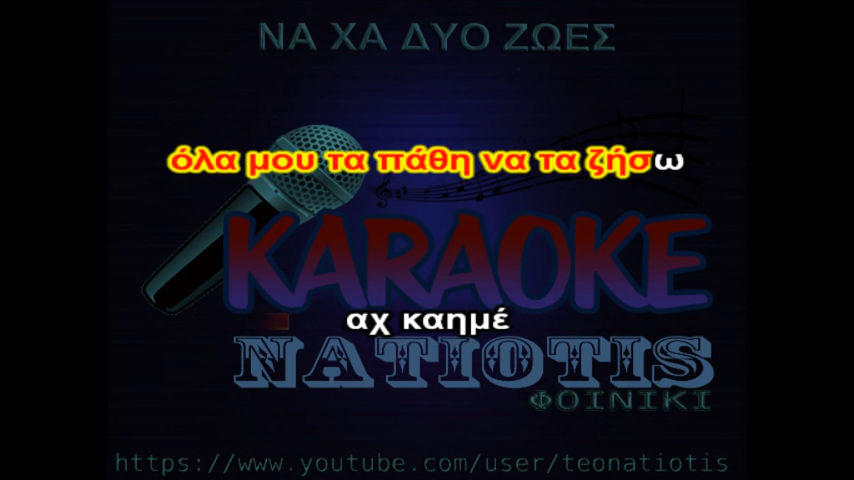 ΝΑ ΧΑ ΔΥΟ ΖΩΕΣ
όλα μου τα πάθη να τα ζήσω
KARAOKE
αχ καημέ
NATIOTIS
ΦΟΙΝΙΚΙ
https://www.youtube.com/user/teonatiotis